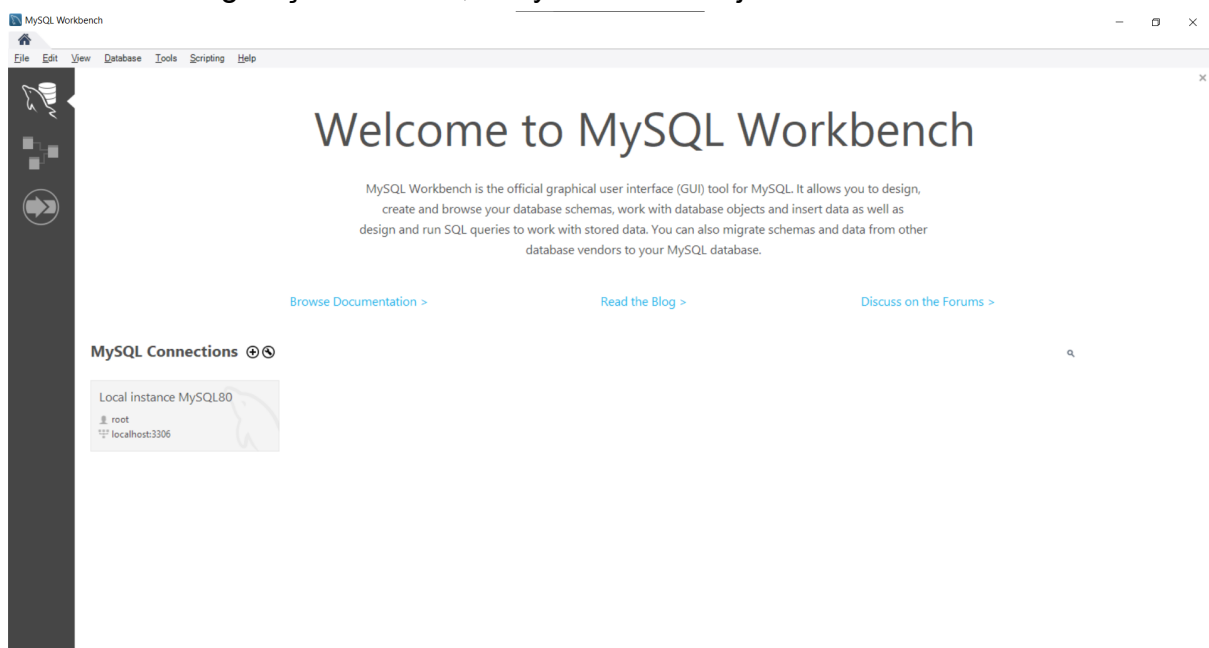 MySQL Workbench
File Edit View Database Tools Scripting Help
Welcome to MySQL Workbench
MySQL Workbench is the official graphical user interface (GUI) tool for MySQL. It allows you to design,
create and browse your database schemas, work with database objects and insert data as well as
design and run SQL queries to work with stored data. You can also migrate schemas and data from other
database vendors to your MySQL database.
Browse Documentation > Read the Blog > Discuss on the Forums >
MySQL Connections
Local instance MySQL80
root
localhost:3306